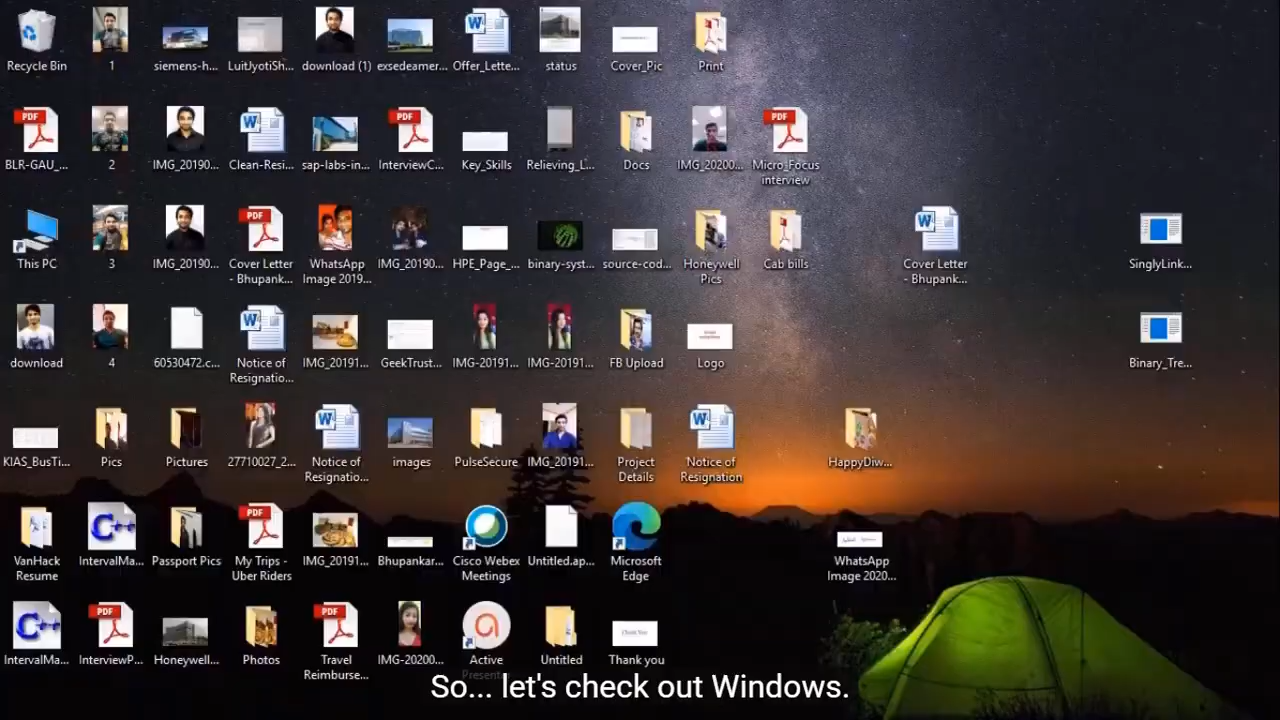 Recycle Bin
1
siemens-h...
LuitJyotiSh...
download (1)
exsedeamer...
Offer_Lette...
status
Cover_Pic
Print
BLR-GAU_...
2
IMG_20190...
Clean-Resi...
sap-labs-in...
InterviewC...
Key_Skills
Relieving_L...
Docs
IMG_20200...
Micro_Focus
interview
This PC
3
IMG_20190...
Cover Letter
- Bhupank...
WhatsApp
Image 2019...
IMG_20190...
HPE_Page_...
binary-syst...
source-cod...
Honeywell
Pics
Cab bills
Cover Letter
- Bhupank...
SinglyLink...
download
4
60530472.c...
Notice of
Resignatio...
IMG_20191...
GeekTrust...
IMG-20191...
IMG-20191...
FB Upload
Logo
Binary_Tre...
KIAS_BusTi...
Pics
Pictures
27710027_2...
Notice of
Resignatio...
images
PulseSecure
IMG_20191...
Project
Details
Notice of
Resignation
HappyDiw...
VanHack
Resume
IntervalMa...
Passport Pics
My Trips -
Uber Riders
IMG_20191...
Bhupankar...
Cisco Webex
Meetings
Untitled.ap...
Microsoft
Edge
WhatsApp
Image 2020...
IntervalMa...
InterviewP...
Honeywell...
Photos
Travel
Reimburse...
IMG-20200...
Active
Presenter
Untitled
Thank you
So... let's check out Windows.